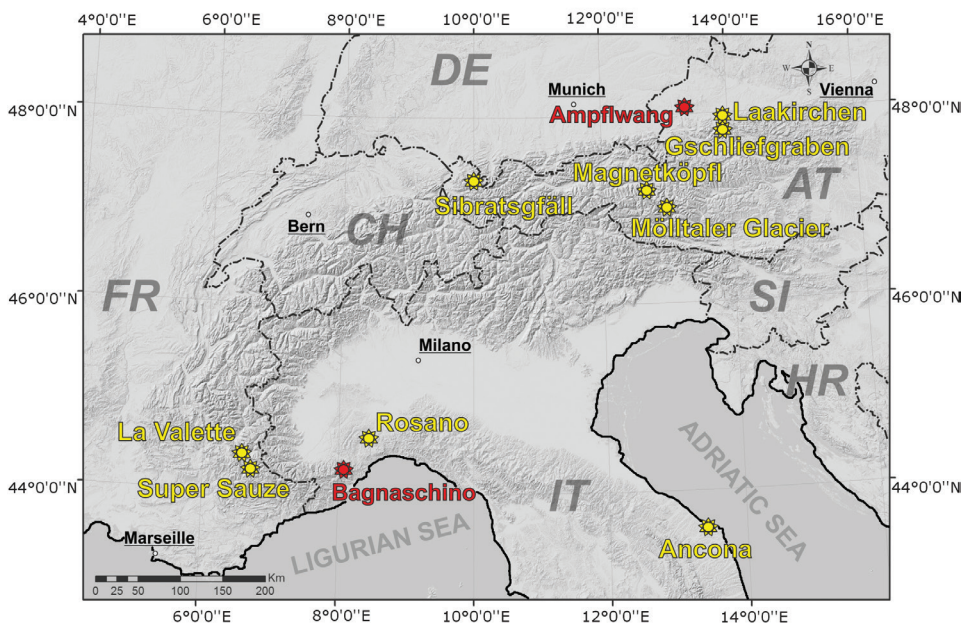 4°0'0"E 6°0'0"E 8°0'0"E 10°0'0"E 12°0'0"E 14°0'0"E 16°0'0"E
N
W E
S
DE
Munich
Vienna
48°0'0"N
48°0'0"N
Ampflwang
Laakirchen
Gschliefgraben
Magnetköpfl
AT
Sibratsgfäll
Mölltaler Glacier
Bern
CH
FR
SI
46°0'0"N
46°0'0"N
Milano
HR
La Valette
Rosano
Super Sauze
Bagnaschino
44°0'0"N
44°0'0"N
IT
ADRIATIC SEA
Marseille
LIGURIAN SEA
Ancona
Km
0 25 50 100 150 200
6°0'0"E 8°0'0"E 10°0'0"E 12°0'0"E 14°0'0"E